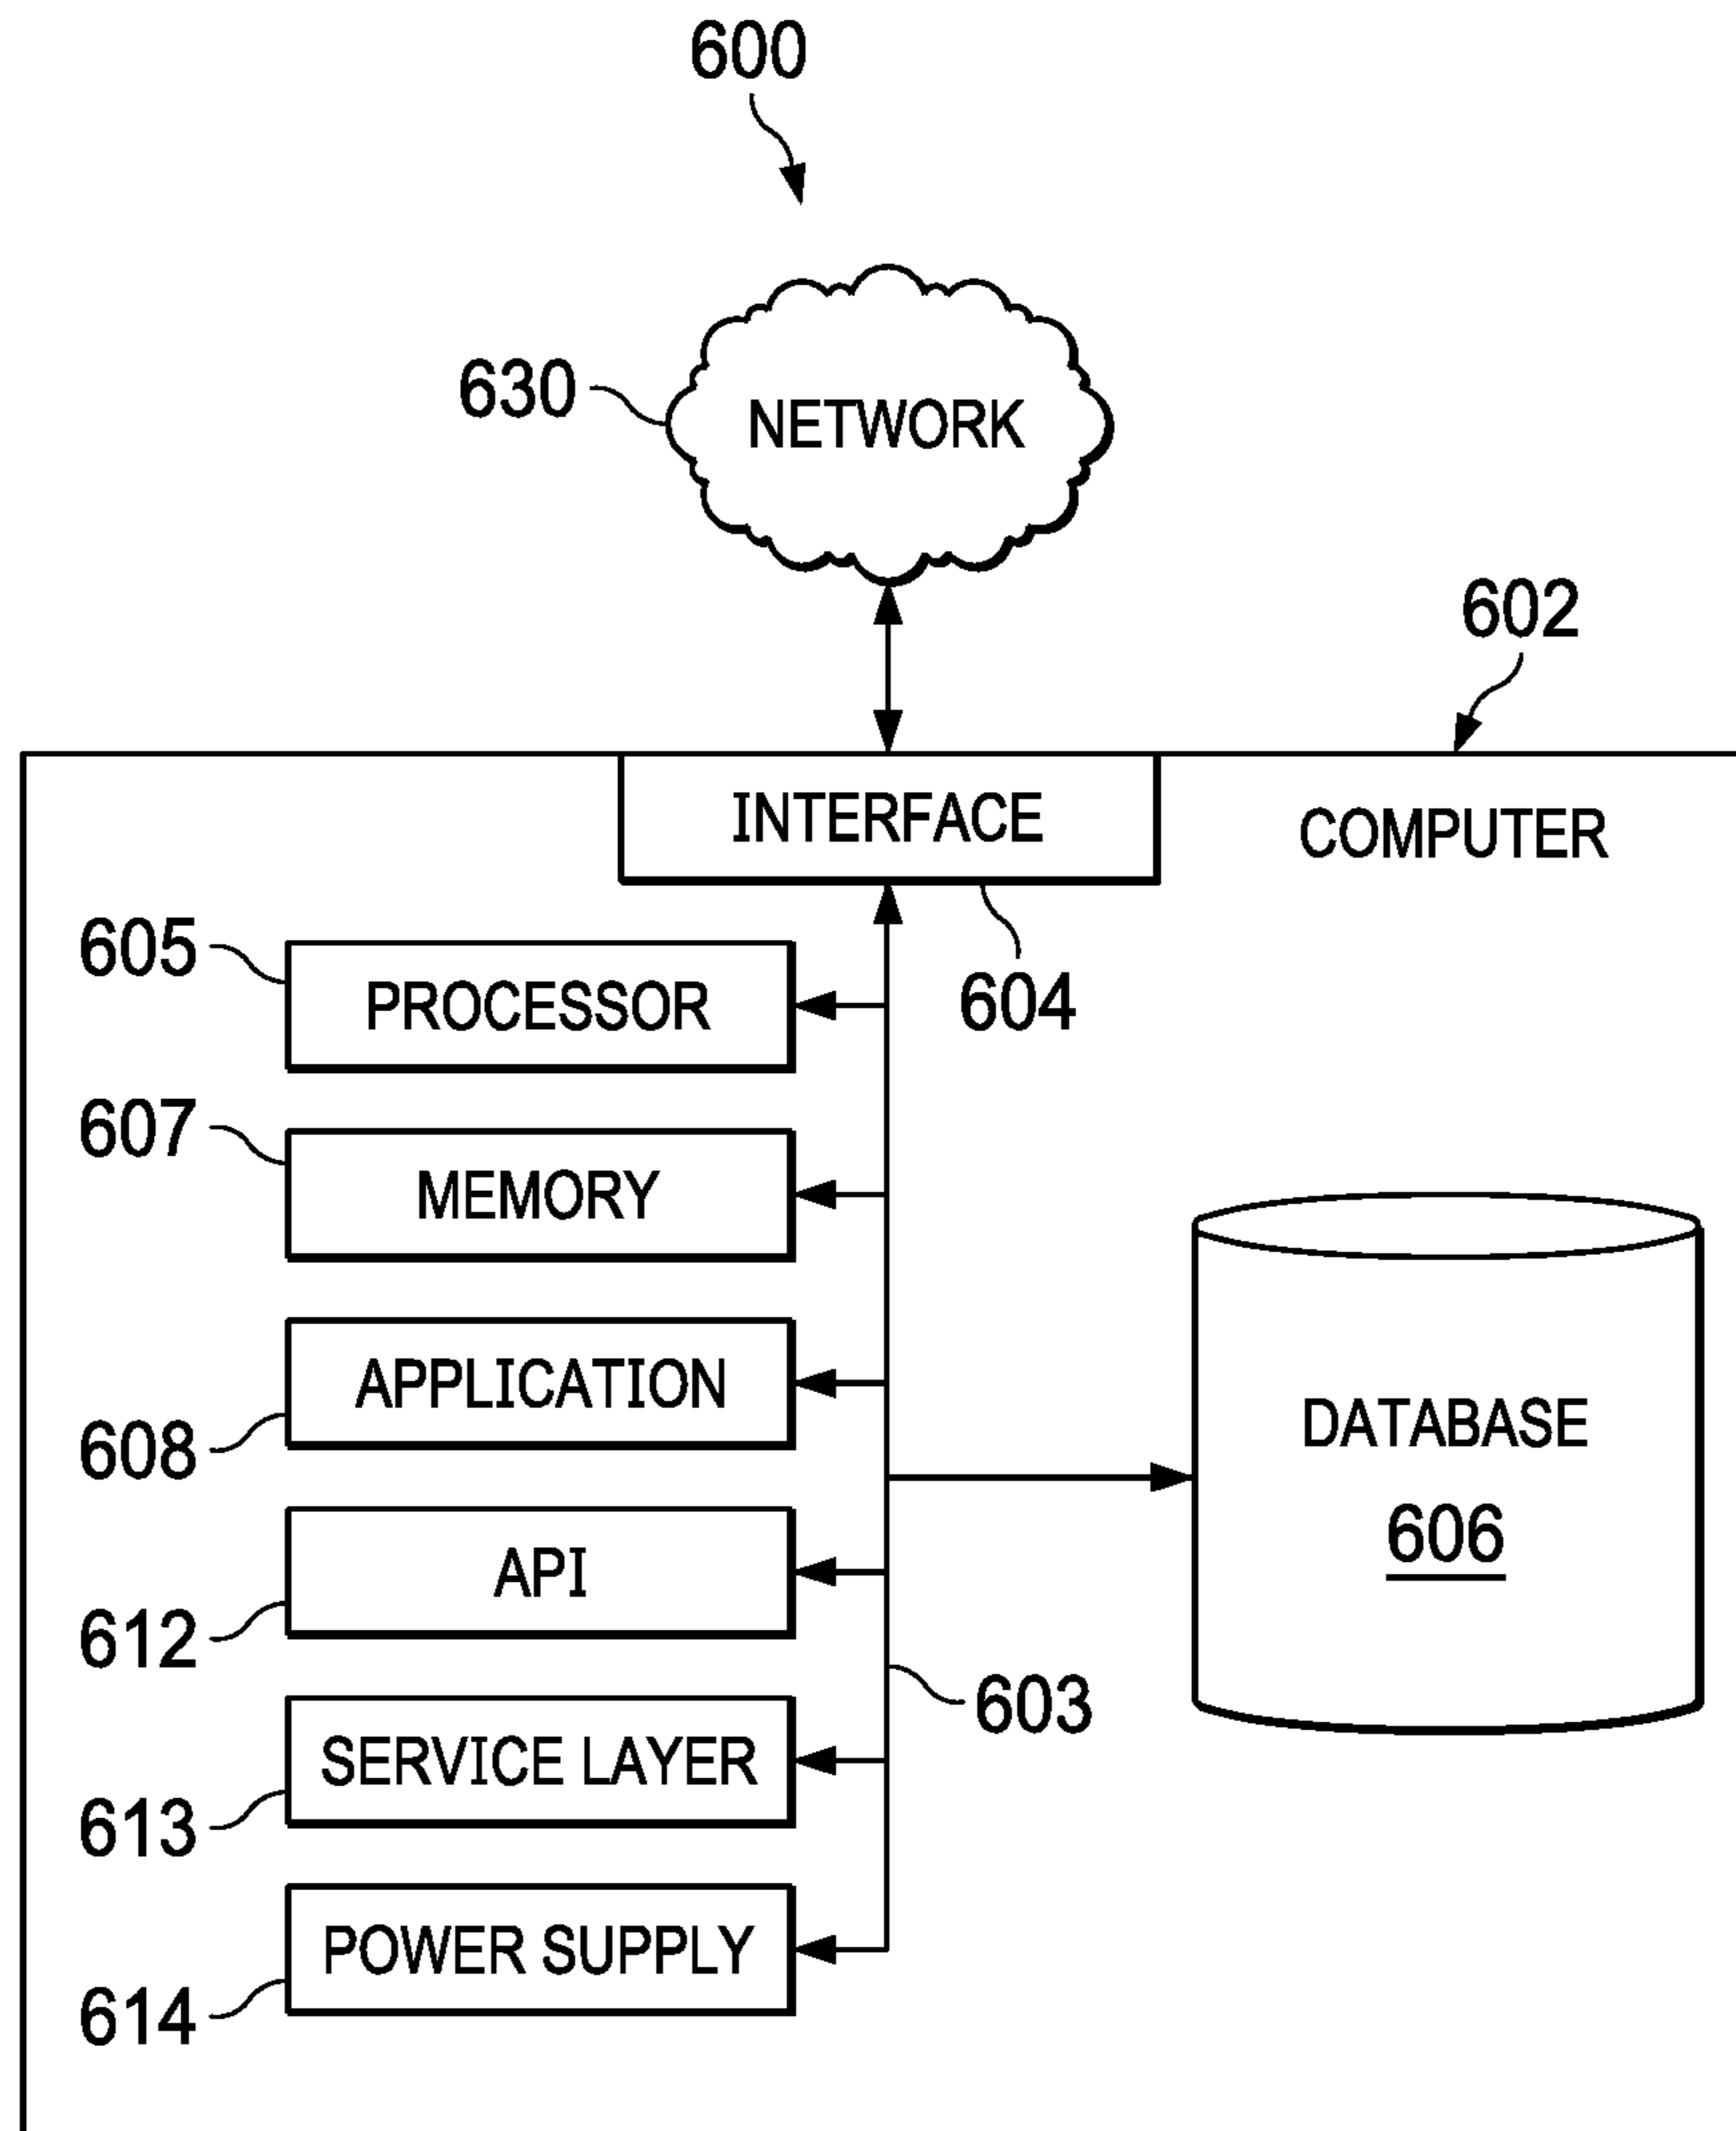 600
630
NETWORK
602
INTERFACE
COMPUTER
605
PROCESSOR
604
607
MEMORY
APPLICATION
608
DATABASE
606
API
612
603
SERVICE LAYER
613
POWER SUPPLY
614